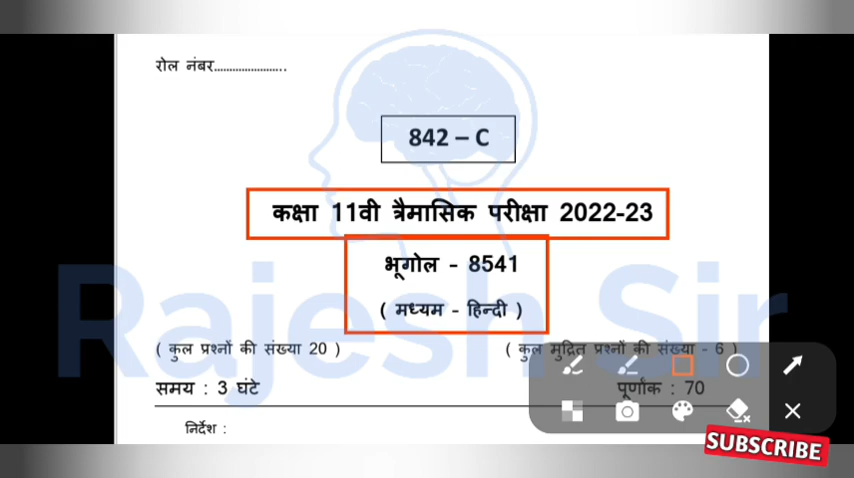 रोल नंबर........................
842 – C
कक्षा 11वी त्रैमासिक परीक्षा 2022-23
भूगोल - 8541
( मध्यम - हिन्दी )
Rajesh Sir
( कुल प्रश्नों की संख्या 20 ) ( कुल मुद्रित प्रश्नों की संख्या - 6 )
समय : 3 घंटे पूर्णांक : 70
निर्देश :
SUBSCRIBE